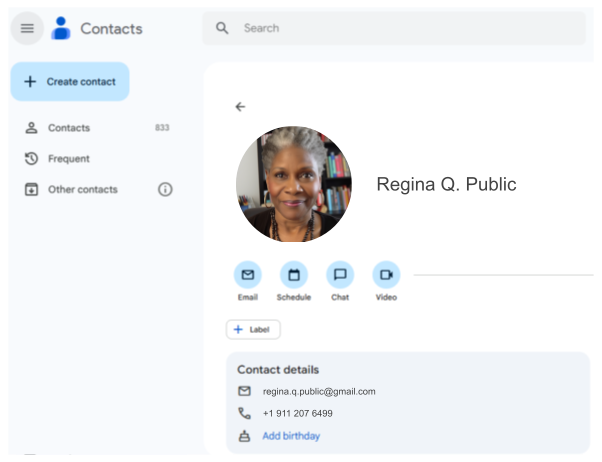 Contacts
Search
Create contact
Contacts 833
Frequent
Other contacts
Regina Q. Public
Email Schedule Chat Video
Label
Contact details
regina.q.public@gmail.com
+1 911 207 6499
Add birthday